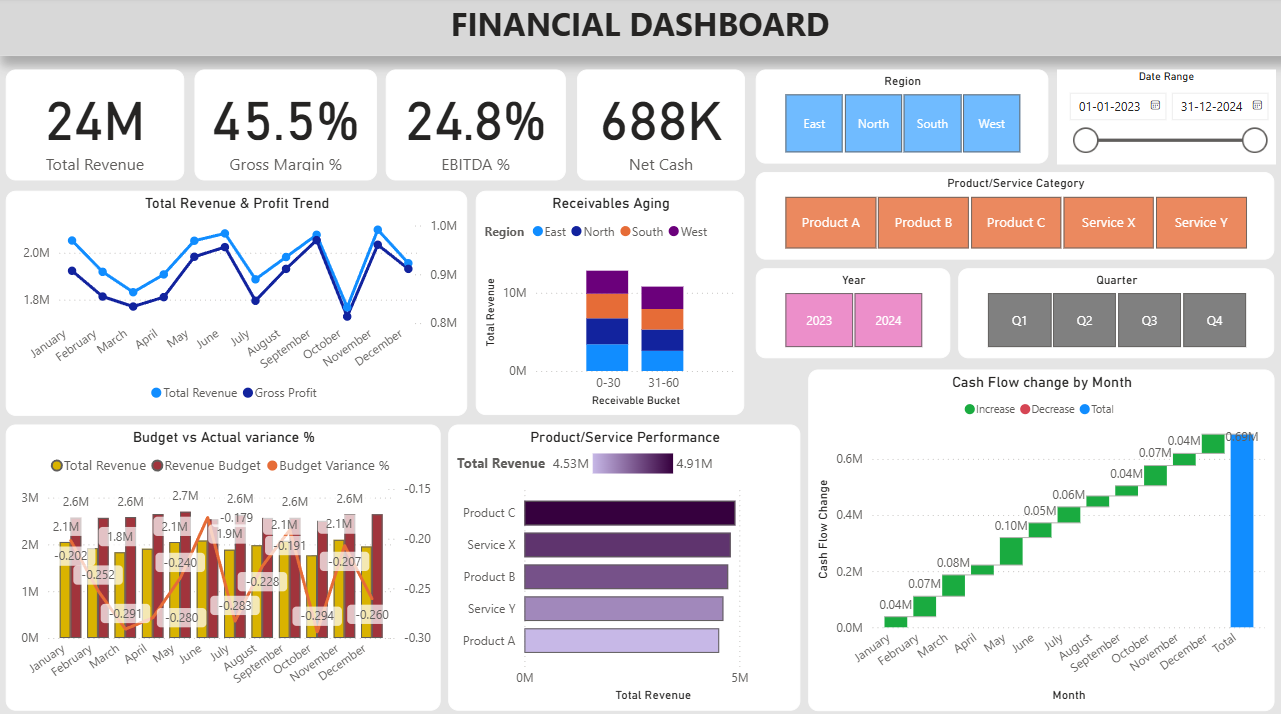 FINANCIAL DASHBOARD
24M
Total Revenue
45.5%
Gross Margin %
24.8%
EBITDA %
688K
Net Cash
Region
East North South West
Date Range
01-01-2023 31-12-2024
Product/Service Category
Product A Product B Product C Service X Service Y
Year
2023 2024
Quarter
Q1 Q2 Q3 Q4
Total Revenue & Profit Trend
2.0M
1.8M
1.0M
0.9M
0.8M
January February March April May June July August September October November December
Total Revenue Gross Profit
Receivables Aging
Region East North South West
Total Revenue
10M
0M
0-30 31-60
Receivable Bucket
Budget vs Actual variance %
Total Revenue Revenue Budget Budget Variance %
3M
2M
1M
0M
-0.15
-0.20
-0.25
-0.30
2.6M 2.6M 2.7M 2.6M 2.6M 2.6M
2.1M 1.8M 2.1M 1.9M 2.1M 2.1M
-0.202 -0.252 -0.291 -0.280 -0.240 -0.179 -0.283 -0.228 -0.191 -0.294 -0.207 -0.260
January February March April May June July August September October November December
Product/Service Performance
Total Revenue 4.53M 4.91M
Product C
Service X
Product B
Service Y
Product A
0M 5M
Total Revenue
Cash Flow change by Month
Increase Decrease Total
Cash Flow Change
0.6M
0.4M
0.2M
0.0M
0.04M 0.07M 0.08M 0.10M 0.05M 0.06M 0.04M 0.07M 0.04M 0.69M
January February March April May June July August September October November December Total
Month